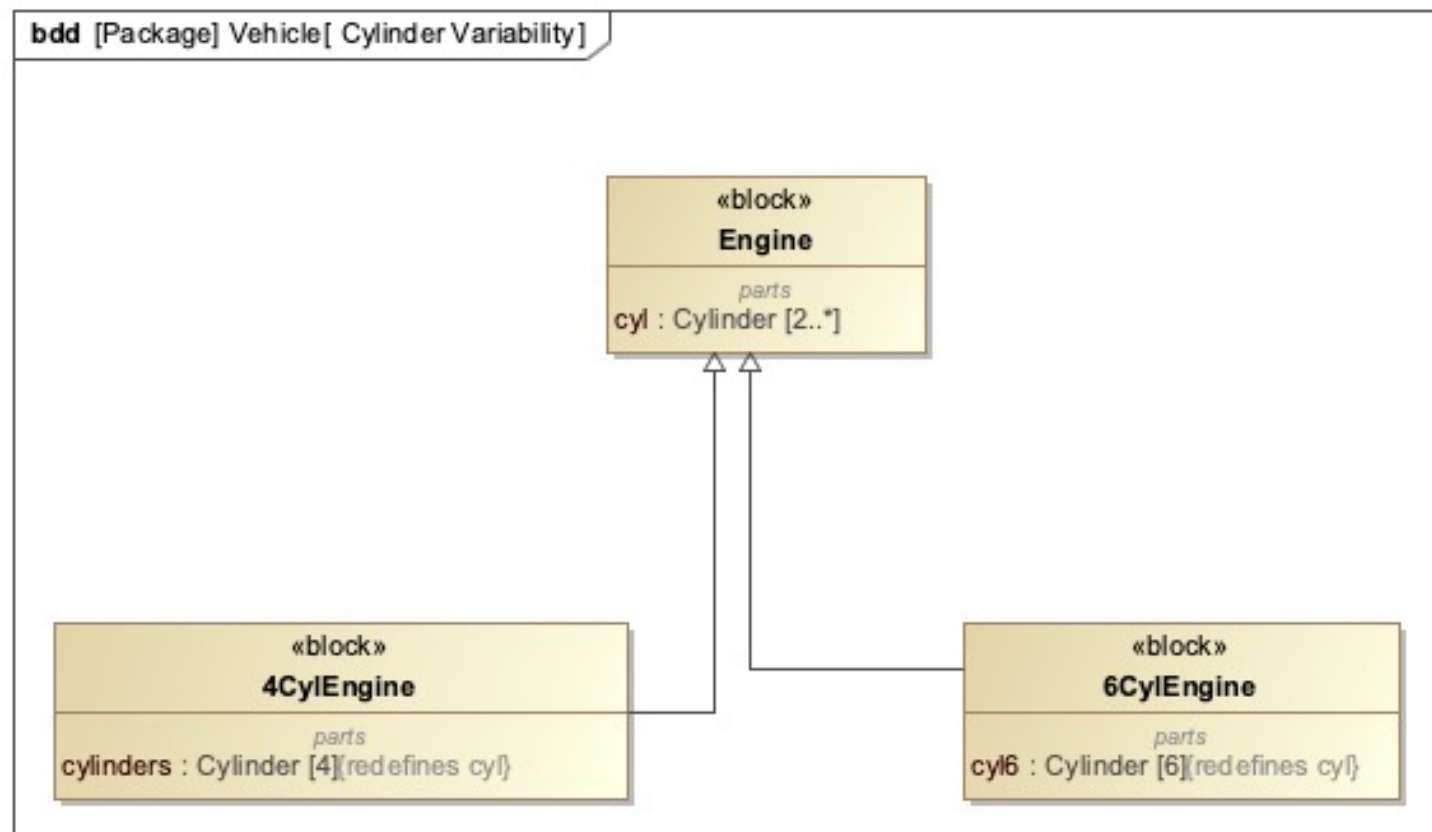 bdd [Package] Vehicle[ Cylinder Variability]
«block»
Engine
parts
cyl : Cylinder [2..*]
«block»
4CylEngine
parts
cylinders : Cylinder [4]{redefines cyl}
«block»
6CylEngine
parts
cyl6 : Cylinder [6]{redefines cyl}